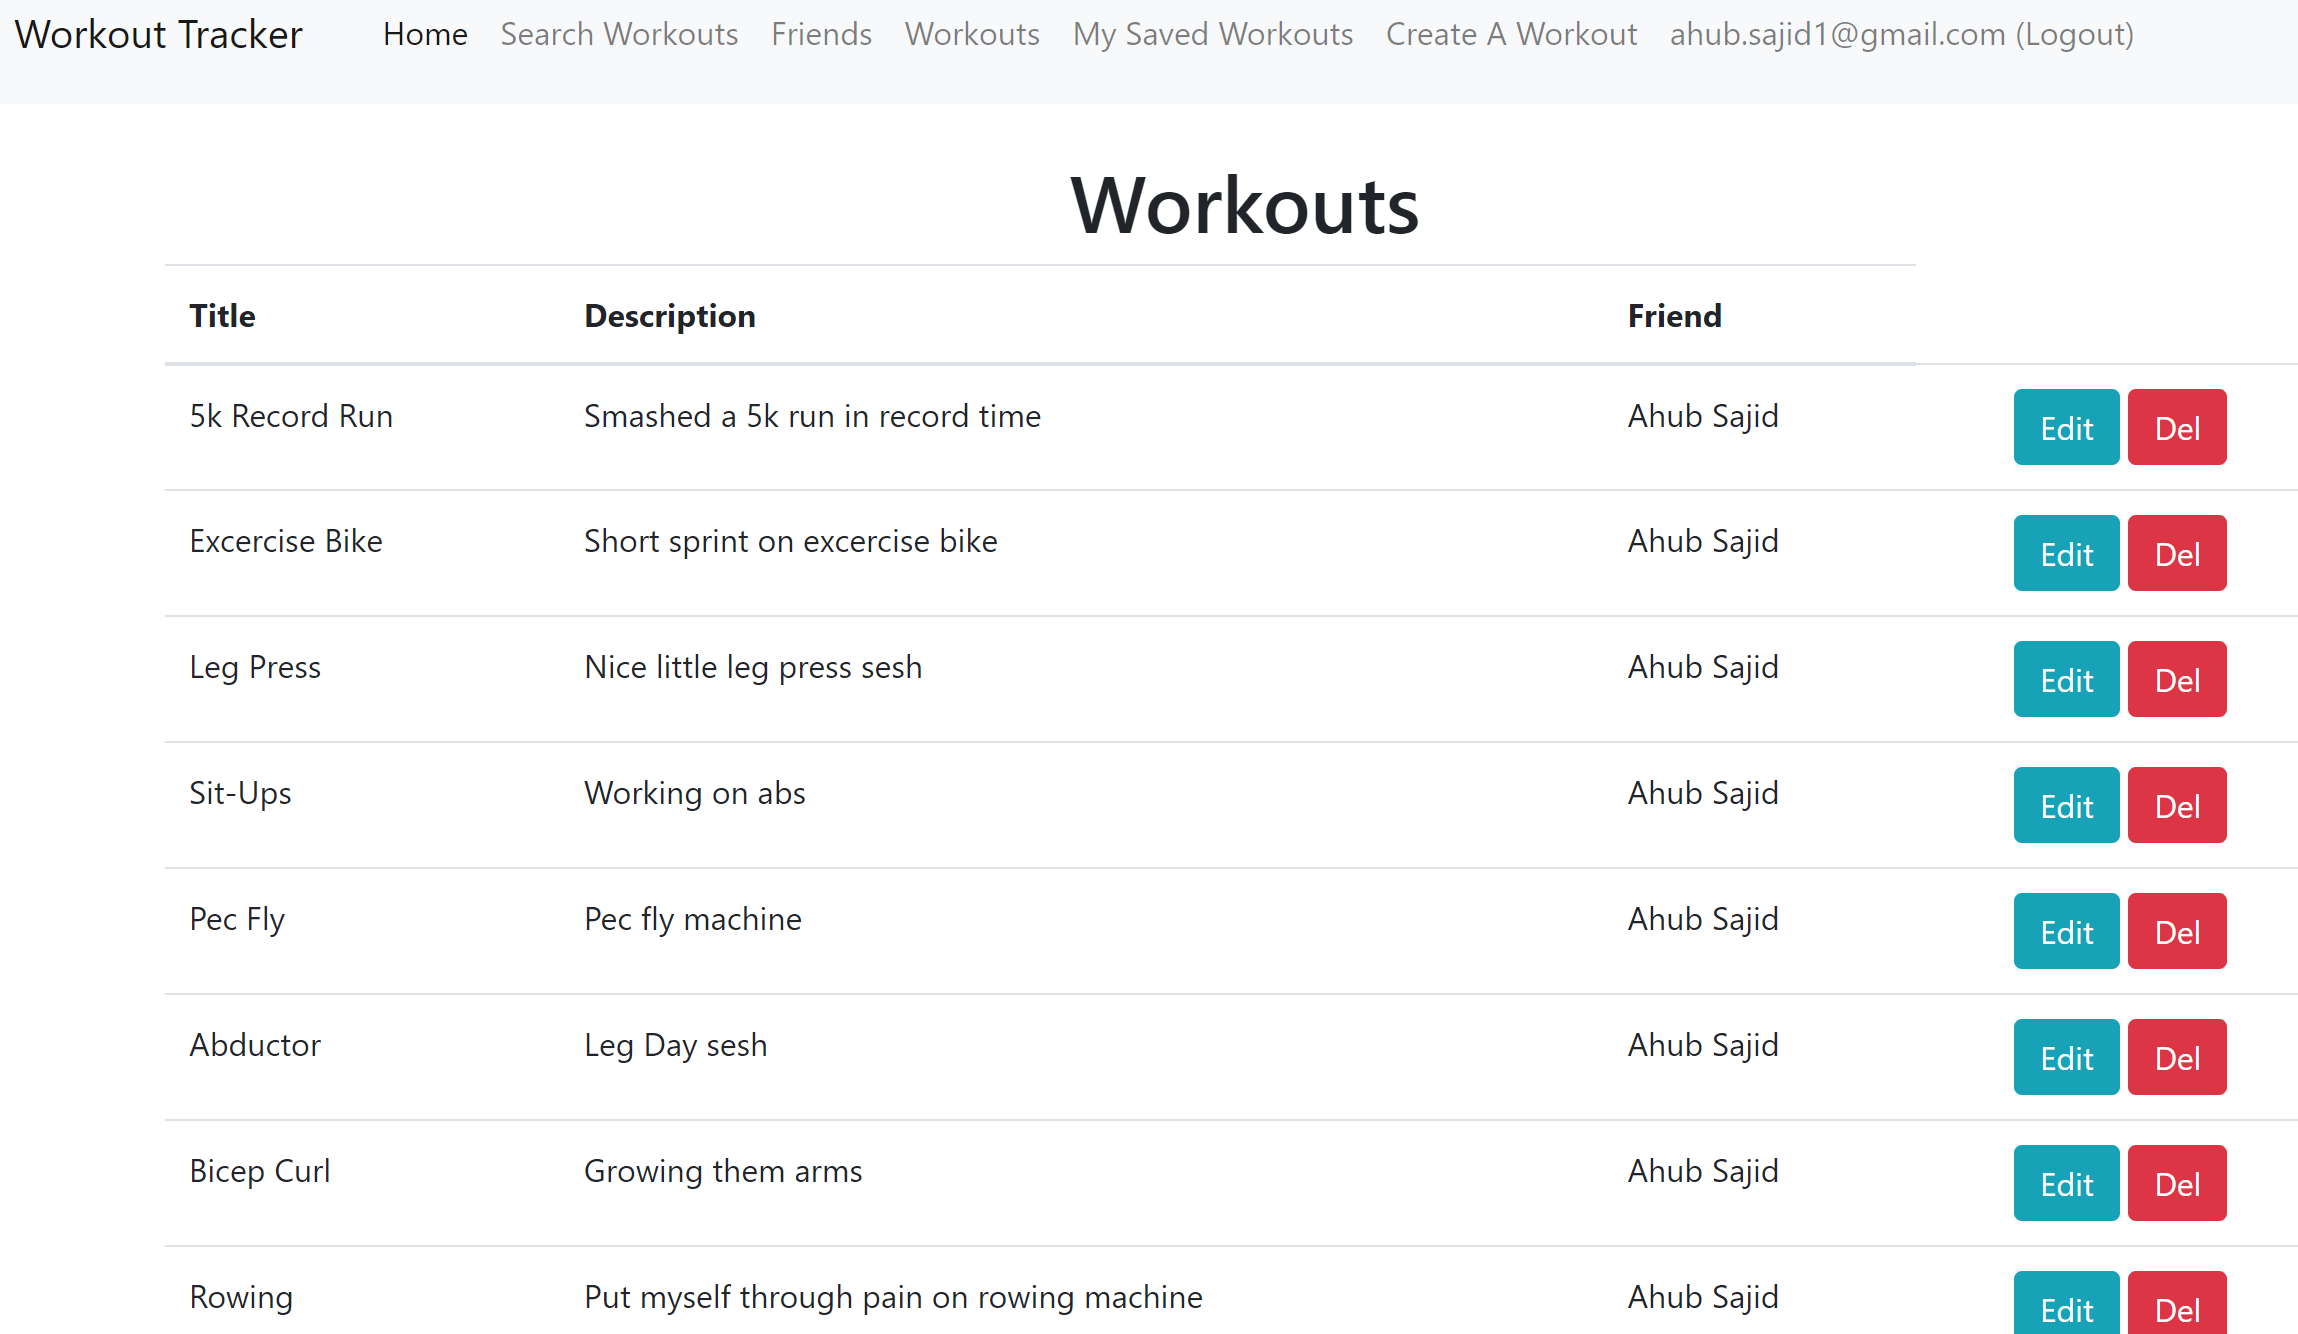 Workout Tracker Home Search Workouts Friends Workouts My Saved Workouts Create A Workout ahub.sajid1@gmail.com (Logout)
Workouts
Title Description Friend
5k Record Run Smashed a 5k run in record time Ahub Sajid Edit Del
Excercise Bike Short sprint on excercise bike Ahub Sajid Edit Del
Leg Press Nice little leg press sesh Ahub Sajid Edit Del
Sit-Ups Working on abs Ahub Sajid Edit Del
Pec Fly Pec fly machine Ahub Sajid Edit Del
Abductor Leg Day sesh Ahub Sajid Edit Del
Bicep Curl Growing them arms Ahub Sajid Edit Del
Rowing Put myself through pain on rowing machine Ahub Sajid Edit Del